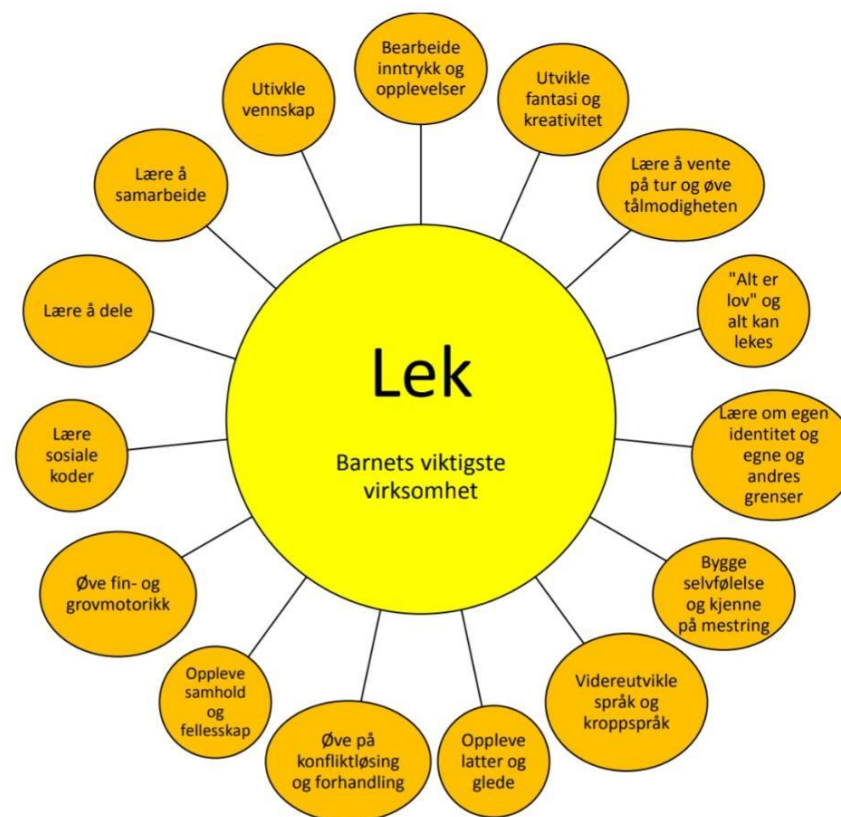 Lek
Barnets viktigste
virksomhet
Bearbeide
inntrykk og
opplevelser
Utvikle
fantasi og
kreativitet
Lære å vente
på tur og øve
tålmodigheten
"Alt er
lov" og
alt kan
lekes
Lære om egen
identitet og
egne og
andres
grenser
Bygge
selvfølelse
og kjenne
på mestring
Videreutvikle
språk og
kroppspråk
Oppleve
latter og
glede
Øve på
konfliktløsing
og forhandling
Oppleve
samhold
og
fellesskap
Øve fin- og
grovmotorikk
Lære
sosiale
koder
Lære å dele
Lære å
samarbeide
Utivkle
vennskap